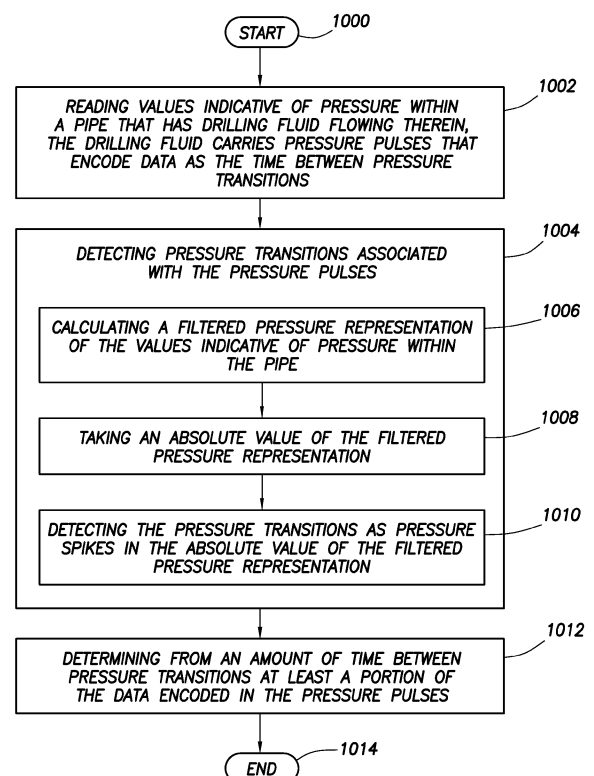 START
1000
1002
READING VALUES INDICATIVE OF PRESSURE WITHIN
A PIPE THAT HAS DRILLING FLUID FLOWING THEREIN,
THE DRILLING FLUID CARRIES PRESSURE PULSES THAT
ENCODE DATA AS THE TIME BETWEEN PRESSURE
TRANSITIONS
1004
DETECTING PRESSURE TRANSITIONS ASSOCIATED
WITH THE PRESSURE PULSES
1006
CALCULATING A FILTERED PRESSURE REPRESENTATION
OF THE VALUES INDICATIVE OF PRESSURE WITHIN
THE PIPE
1008
TAKING AN ABSOLUTE VALUE OF THE FILTERED
PRESSURE REPRESENTATION
1010
DETECTING THE PRESSURE TRANSITIONS AS PRESSURE
SPIKES IN THE ABSOLUTE VALUE OF THE FILTERED
PRESSURE REPRESENTATION
1012
DETERMINING FROM AN AMOUNT OF TIME BETWEEN
PRESSURE TRANSITIONS AT LEAST A PORTION OF
THE DATA ENCODED IN THE PRESSURE PULSES
1014
END